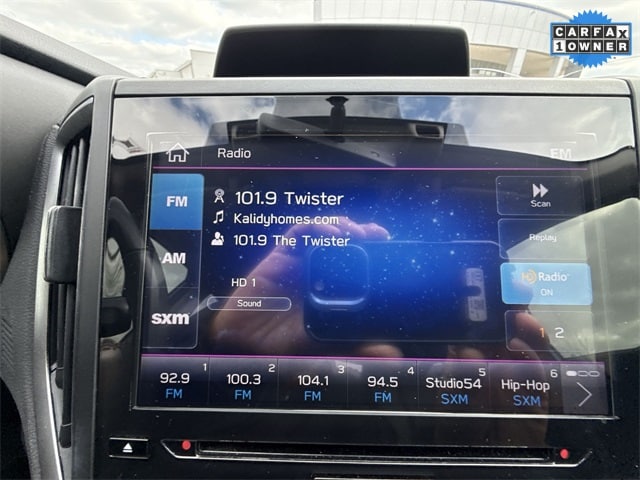 CARFAX
1 OWNER
Radio
FM
FM
101.9 Twister
Scan
Kalidyhomes.com
101.9 The Twister
Replay
AM
HD 1
HD Radio
ON
Sound
sxm
1 2
1 2 3 4 5 6
92.9 100.3 104.1 94.5 Studio54 Hip-Hop
FM FM FM FM SXM SXM